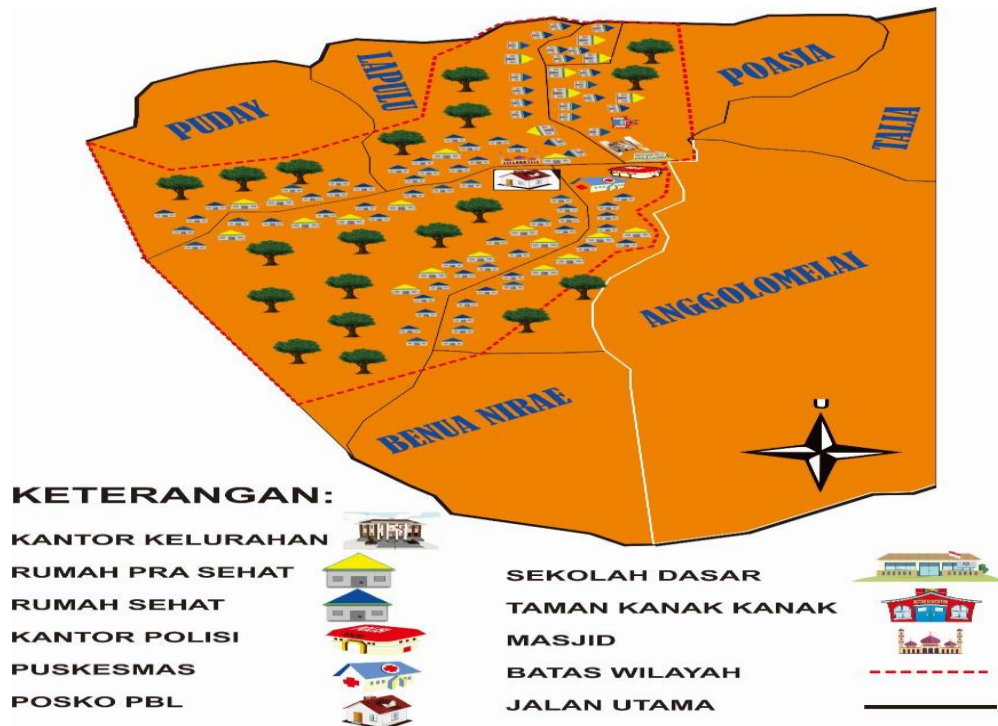 LAPULU
PUDAY
POASIA
TALIA
ANGGOLOMELAI
BENUA NIRAE
U
KETERANGAN:
KANTOR KELURAHAN
RUMAH PRA SEHAT
RUMAH SEHAT
KANTOR POLISI
PUSKESMAS
POSKO PBL
SEKOLAH DASAR
TAMAN KANAK KANAK
MASJID
BATAS WILAYAH
JALAN UTAMA